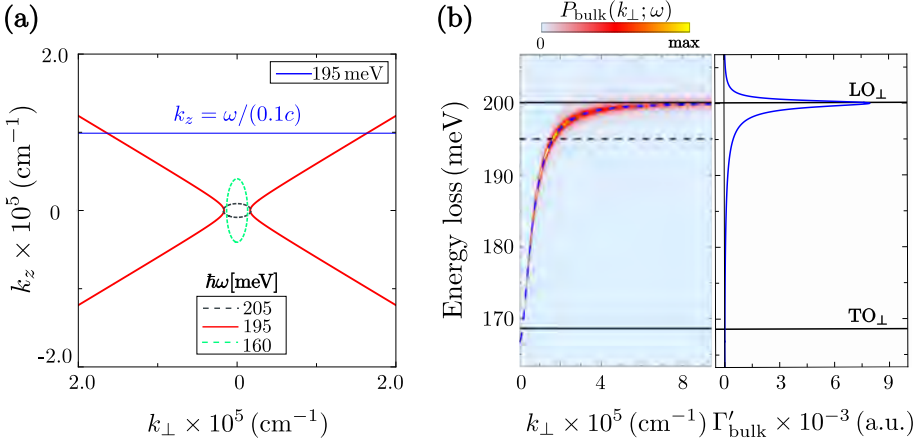 (a)
2.0
0
-2.0
k_z × 10^5 (cm^−1)
195 meV
k_z = ω/(0.1c)
ħω[meV]
205
195
160
2.0
0
2.0
k_⊥ × 10^5 (cm^−1)
(b)
P_bulk(k_⊥; ω)
0
max
Energy loss (meV)
200
190
180
170
LO_⊥
TO_⊥
0
4
8
0
3
6
9
k_⊥ × 10^5 (cm^−1)
Γ′_bulk × 10^−3 (a.u.)